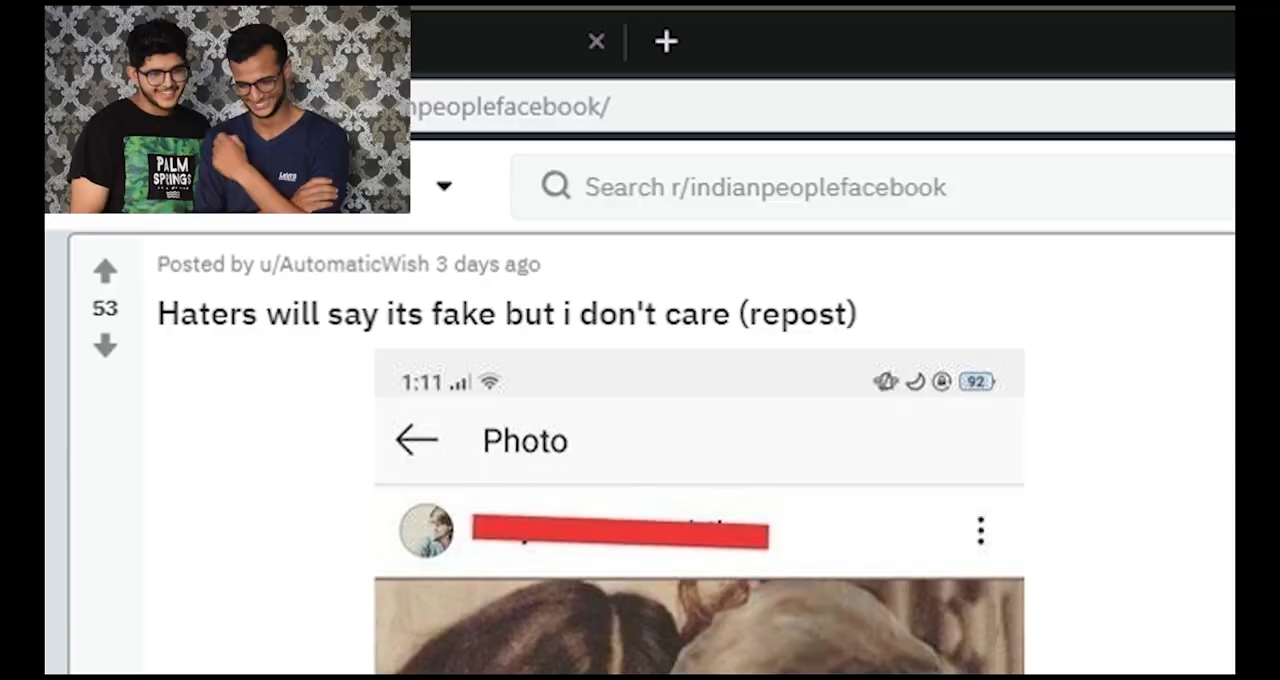 npeoplefacebook/
Search r/indianpeoplefacebook
PALM
SPRINGS
Posted by u/AutomaticWish 3 days ago
53
Haters will say its fake but i don't care (repost)
1:11
92
Photo